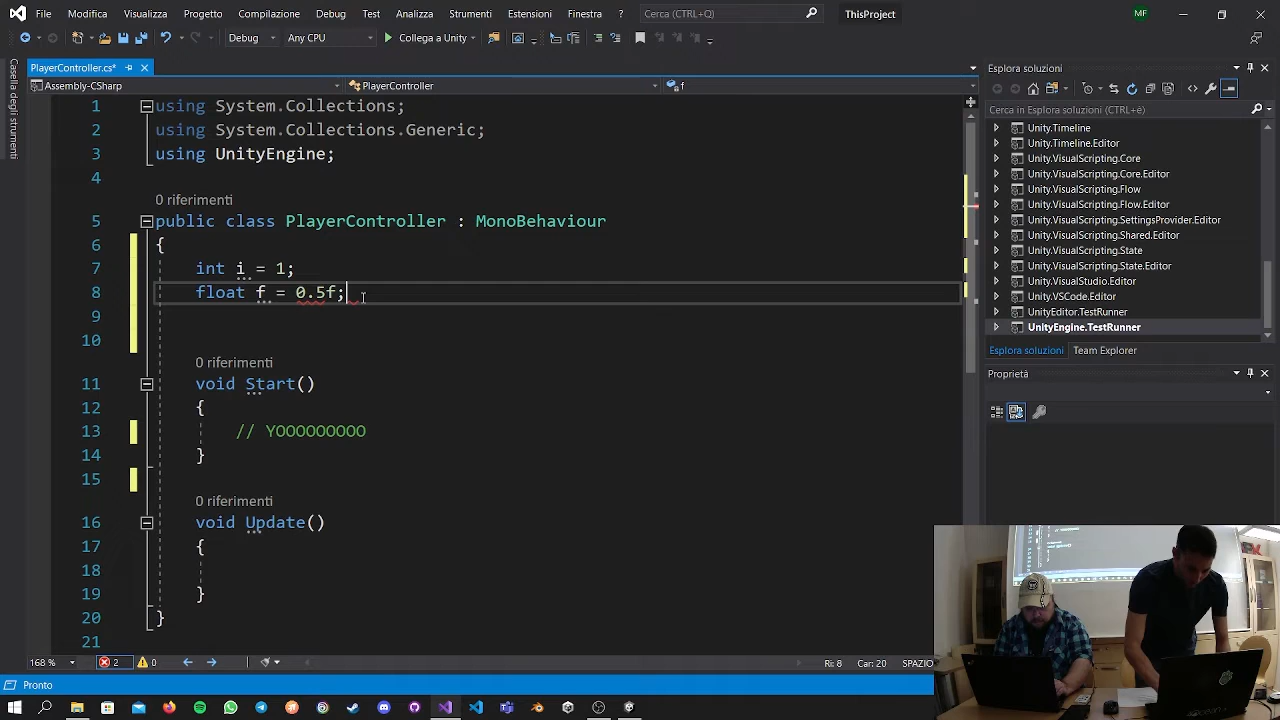 File Modifica Visualizza Progetto Compilazione Debug Test Analizza Strumenti Estensioni Finestra ? Cerca (Ctrl+Q) ThisProject MF
Debug Any CPU Collega a Unity
Casella degli strumenti
PlayerController.cs*
Assembly-CSharp PlayerController f
1 using System.Collections;
2 using System.Collections.Generic;
3 using UnityEngine;
4
0 riferimenti
5 public class PlayerController : MonoBehaviour
6 {
7 int i = 1;
8 float f = 0.5f;
9
10
0 riferimenti
11 void Start()
12 {
13 // YOOOOOOOOO
14 }
15
0 riferimenti
16 void Update()
17 {
18
19 }
20 }
21
168 % 2 0 Ri: 8 Car: 20 SPAZIO
Pronto
Esplora soluzioni
Cerca in Esplora soluzioni (CTRL+è)
Unity.Timeline
Unity.Timeline.Editor
Unity.VisualScripting.Core
Unity.VisualScripting.Core.Editor
Unity.VisualScripting.Flow
Unity.VisualScripting.Flow.Editor
Unity.VisualScripting.SettingsProvider.Editor
Unity.VisualScripting.Shared.Editor
Unity.VisualScripting.State
Unity.VisualScripting.State.Editor
Unity.VisualStudio.Editor
Unity.VSCode.Editor
UnityEditor.TestRunner
UnityEngine.TestRunner
Esplora soluzioni Team Explorer
Proprietà